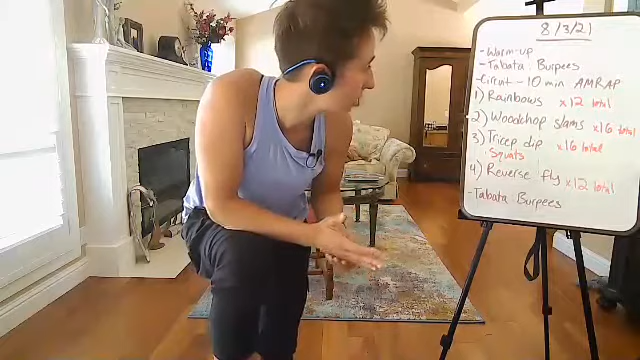 8/3/21
- Warm-up
- Tabata: Burpees
- Circuit - 10 min AMRAP
1) Rainbows x12 total
2) Woodchop slams x16 total
3) Tricep dip x16 total
Squats
4) Reverse fly x12 total
- Tabata: Burpees